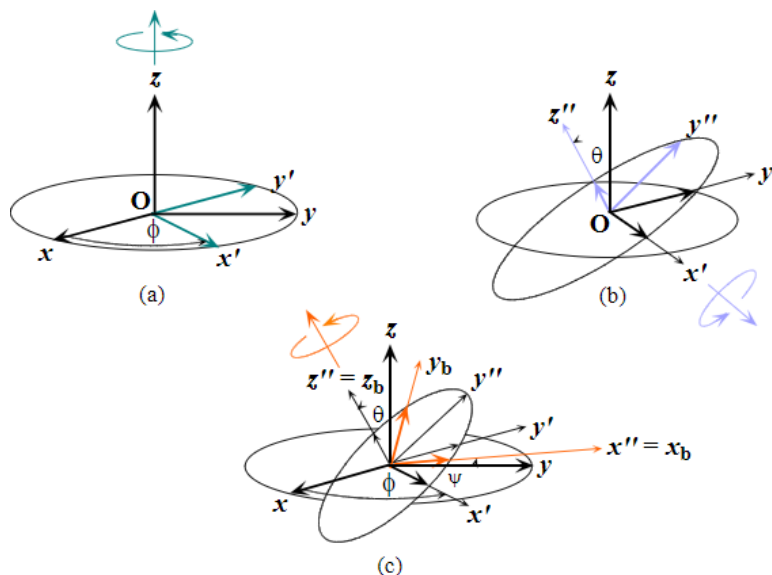 z
O
y'
y
ϕ
x
x'
(a)
z
z''
y''
θ
y
O
x'
(b)
z
y_b
z'' = z_b
y''
θ
y'
x'' = x_b
y
ψ
ϕ
x
x'
(c)